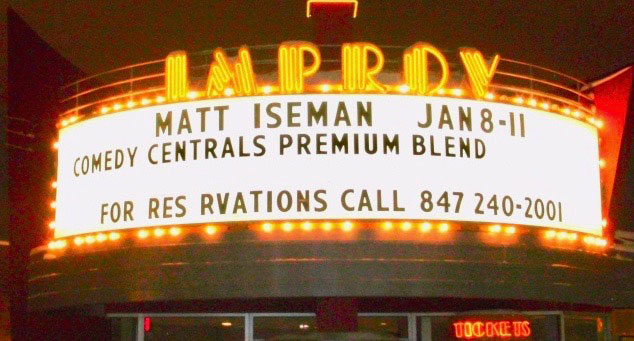 IMPROV
MATT ISEMAN JAN 8-11
COMEDY CENTRALS PREMIUM BLEND
FOR RES RVATIONS CALL 847 240-2001
TICKETS